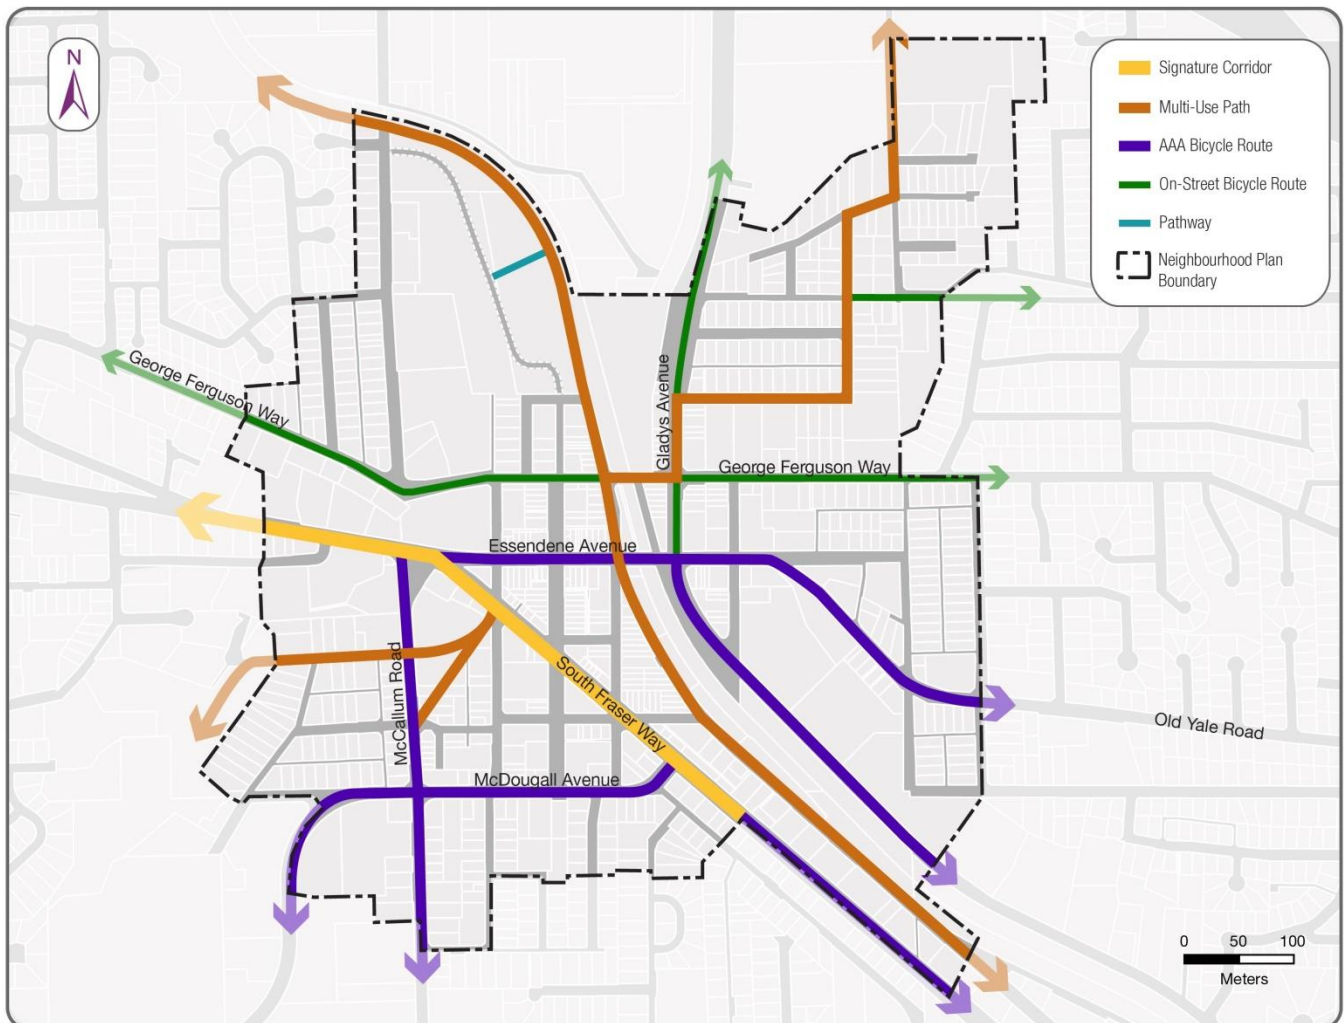 N
Signature Corridor
Multi-Use Path
AAA Bicycle Route
On-Street Bicycle Route
Pathway
Neighbourhood Plan
Boundary
George Ferguson Way
Gladys Avenue
George Ferguson Way
Essendene Avenue
McCallum Road
South Fraser Way
Old Yale Road
McDougall Avenue
0 50 100
Meters